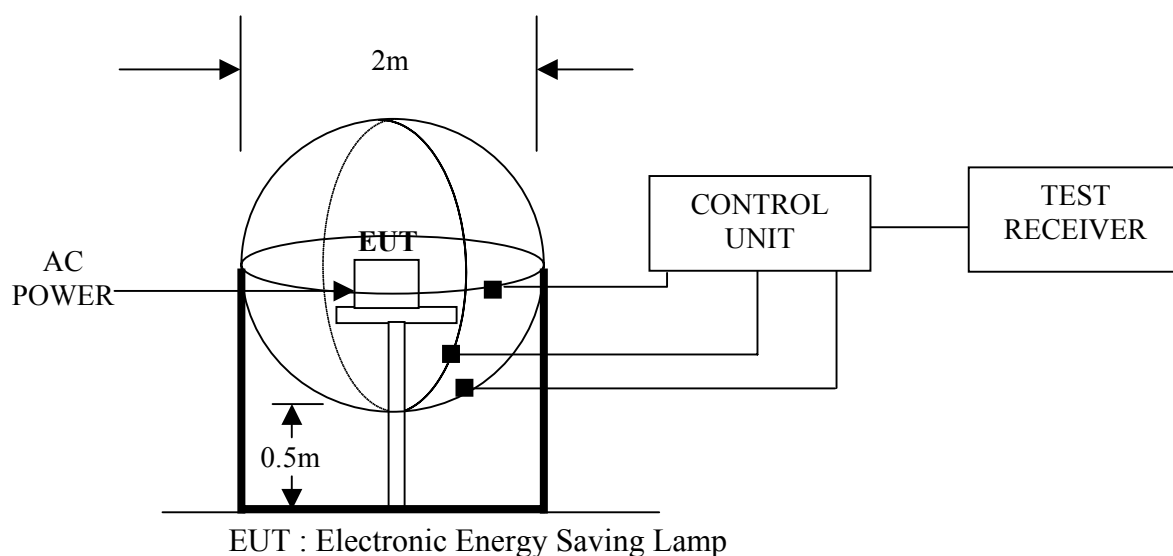 2m
EUT
CONTROL
UNIT
TEST
RECEIVER
AC
POWER
0.5m
EUT : Electronic Energy Saving Lamp